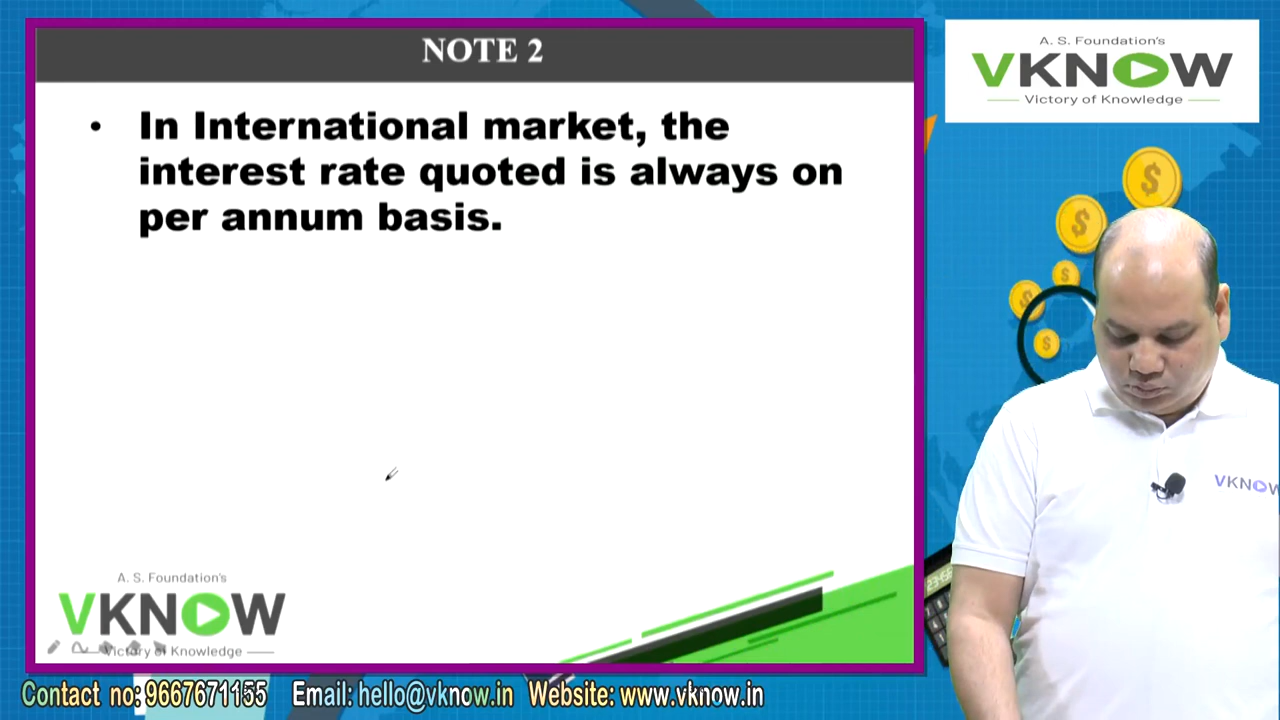 NOTE 2
• In International market, the
interest rate quoted is always on
per annum basis.
A. S. Foundation's
VKNOW
Victory of Knowledge
A. S. Foundation's
VKNOW
Victory of Knowledge
VKNOW
Contact no: 9667671155 Email: hello@vknow.in Website: www.vknow.in